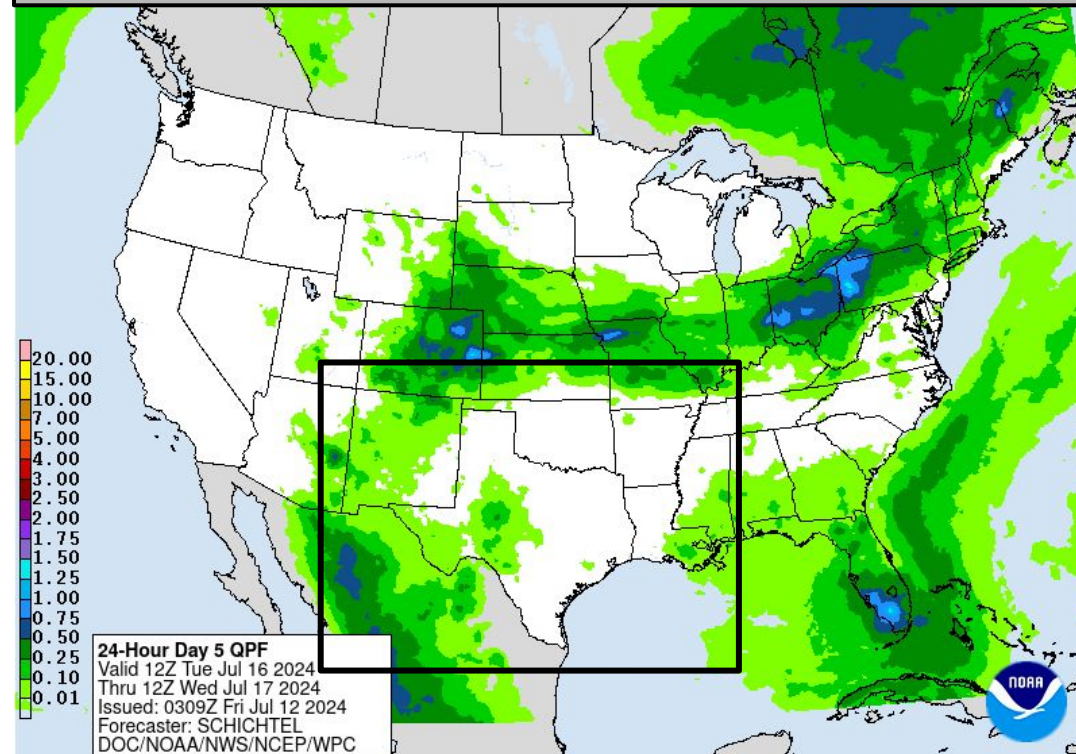 20.00
15.00
10.00
7.00
5.00
4.00
3.00
2.50
2.00
1.75
1.50
1.25
1.00
0.75
0.50
0.25
0.10
0.01
24-Hour Day 5 QPF
Valid 12Z Tue Jul 16 2024
Thru 12Z Wed Jul 17 2024
Issued: 0309Z Fri Jul 12 2024
Forecaster: SCHICHTEL
DOC/NOAA/NWS/NCEP/WPC
NOAA